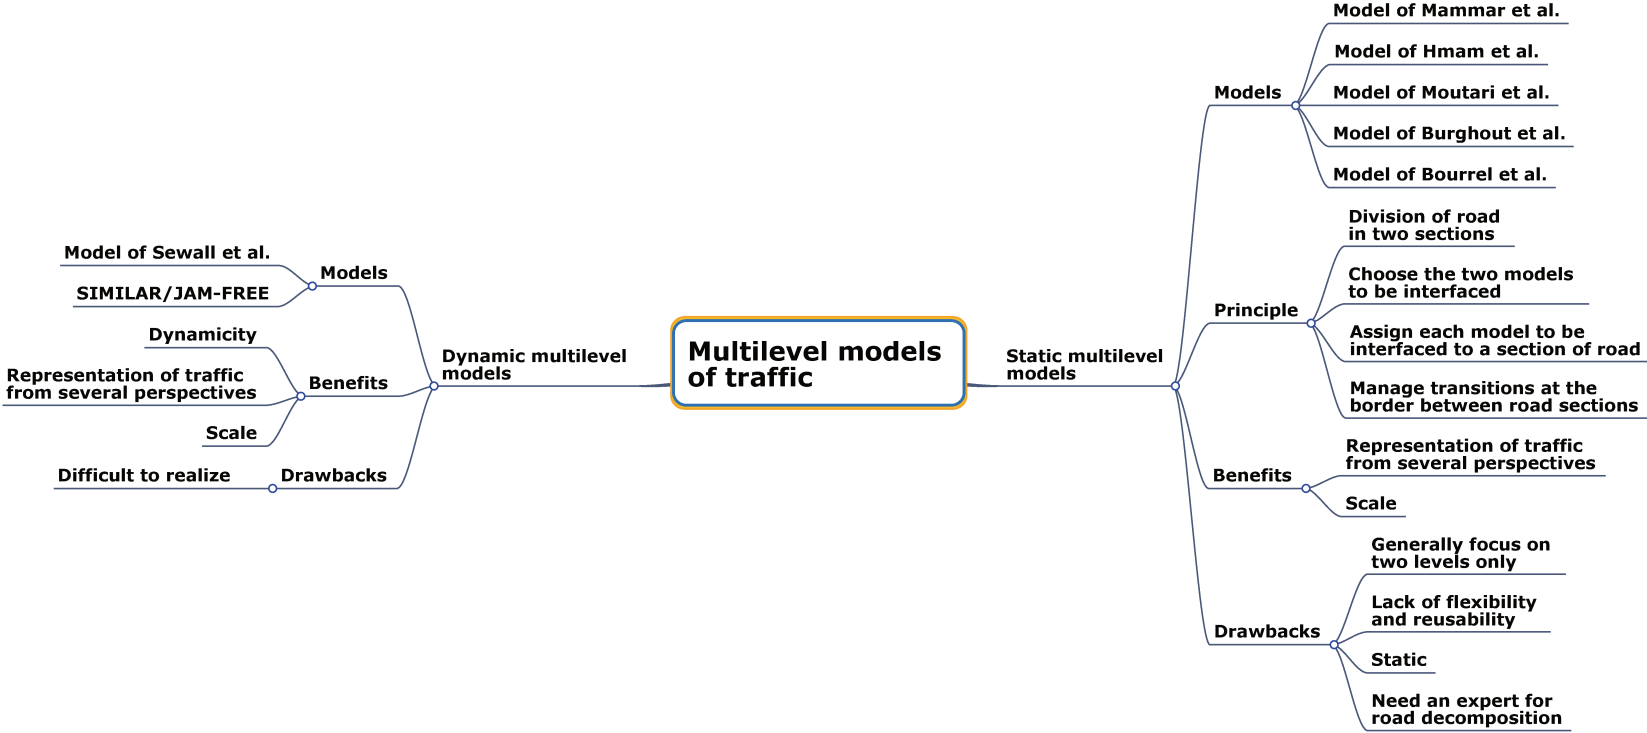 Multilevel models
of traffic
Dynamic multilevel
models
Models
Model of Sewall et al.
SIMILAR/JAM-FREE
Benefits
Dynamicity
Representation of traffic
from several perspectives
Scale
Drawbacks
Difficult to realize
Static multilevel
models
Models
Model of Mammar et al.
Model of Hmam et al.
Model of Moutari et al.
Model of Burghout et al.
Model of Bourrel et al.
Principle
Division of road
in two sections
Choose the two models
to be interfaced
Assign each model to be
interfaced to a section of road
Manage transitions at the
border between road sections
Benefits
Representation of traffic
from several perspectives
Scale
Drawbacks
Generally focus on
two levels only
Lack of flexibility
and reusability
Static
Need an expert for
road decomposition